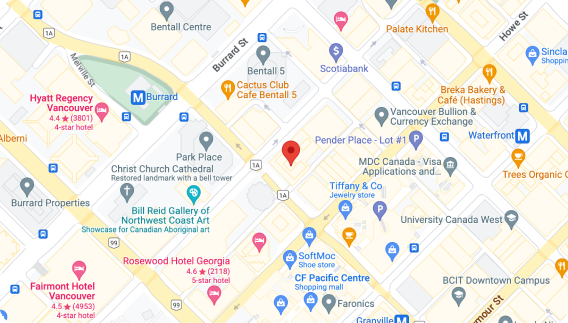 1A
Bentall Centre
Palate Kitchen
Howe St
Burrard St
Melville St
Bentall 5
Scotiabank
Sincla
Shoppin
Cactus Club
Cafe Bentall 5
Breka Bakery &
Café (Hastings)
M Burrard
Hyatt Regency
Vancouver
4.4★(3801)
4-star hotel
Vancouver Bullion &
Currency Exchange
Alberni
Pender Place - Lot #1
P
Waterfront M
Park Place
1A
MDC Canada - Visa
Applications and...
Christ Church Cathedral
Restored landmark with a bell tower
Trees Organic C
Tiffany & Co
Jewelry store
1A
Burrard Properties
Bill Reid Gallery of
Northwest Coast Art
Showcase for Canadian Aboriginal art
P
University Canada West
99
Rosewood Hotel Georgia
4.6★(2118)
5-star hotel
SoftMoc
Shoe store
CF Pacific Centre
Shopping mall
BCIT Downtown Campus
Fairmont Hotel
Vancouver
4.5★(4953)
4-star hotel
99
Faronics
Granville M
mour St